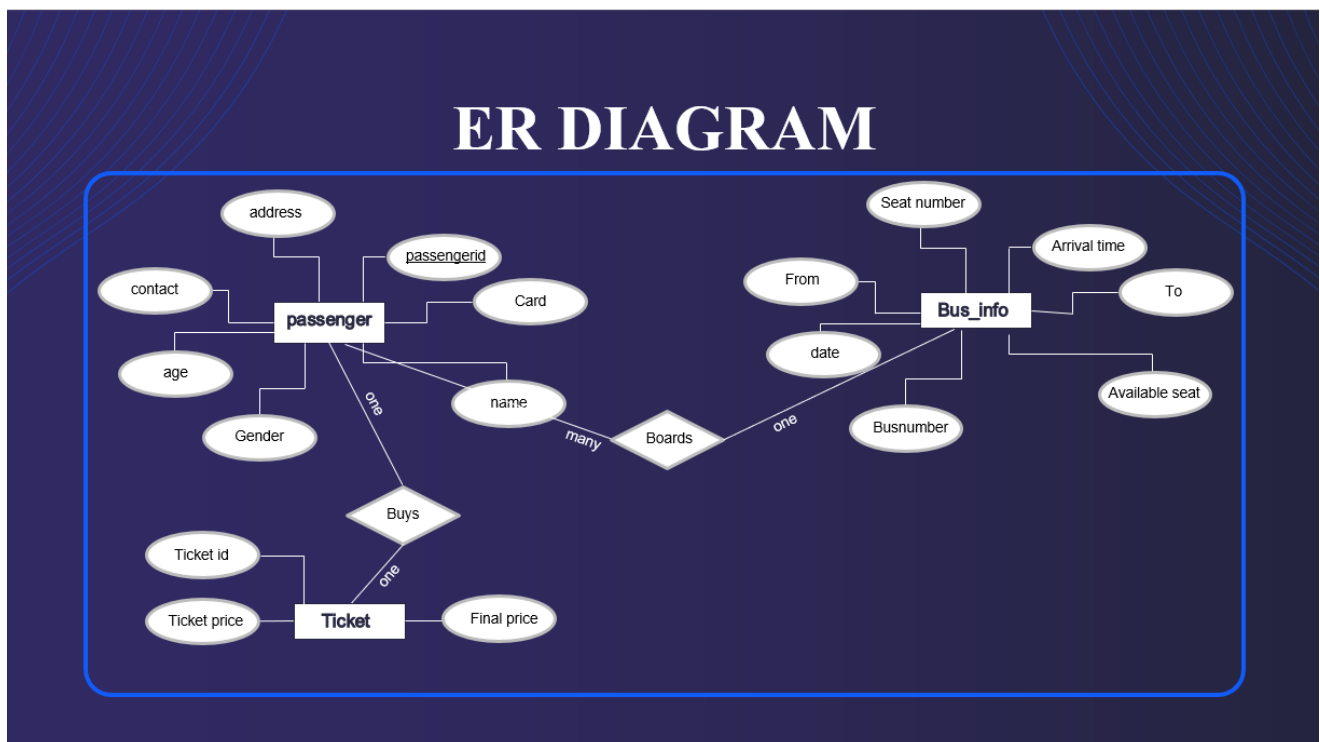 ER DIAGRAM
address
passengerid
contact
Card
passenger
age
name
Gender
one
many
Boards
one
Seat number
Arrival time
From
To
Bus_info
date
Available seat
Busnumber
Buys
one
Ticket id
Ticket price
Ticket
Final price